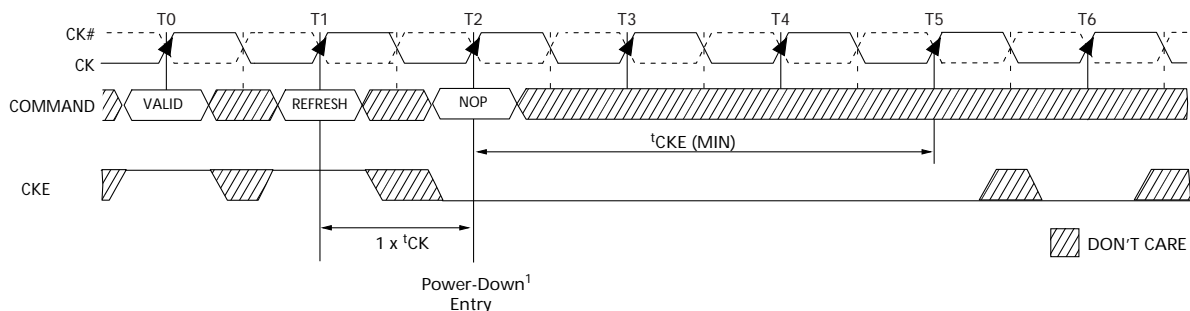 T0 T1 T2 T3 T4 T5 T6
CK#
CK
COMMAND VALID REFRESH NOP
tCKE (MIN)
CKE
1 x tCK
DON'T CARE
Power-Down1
Entry